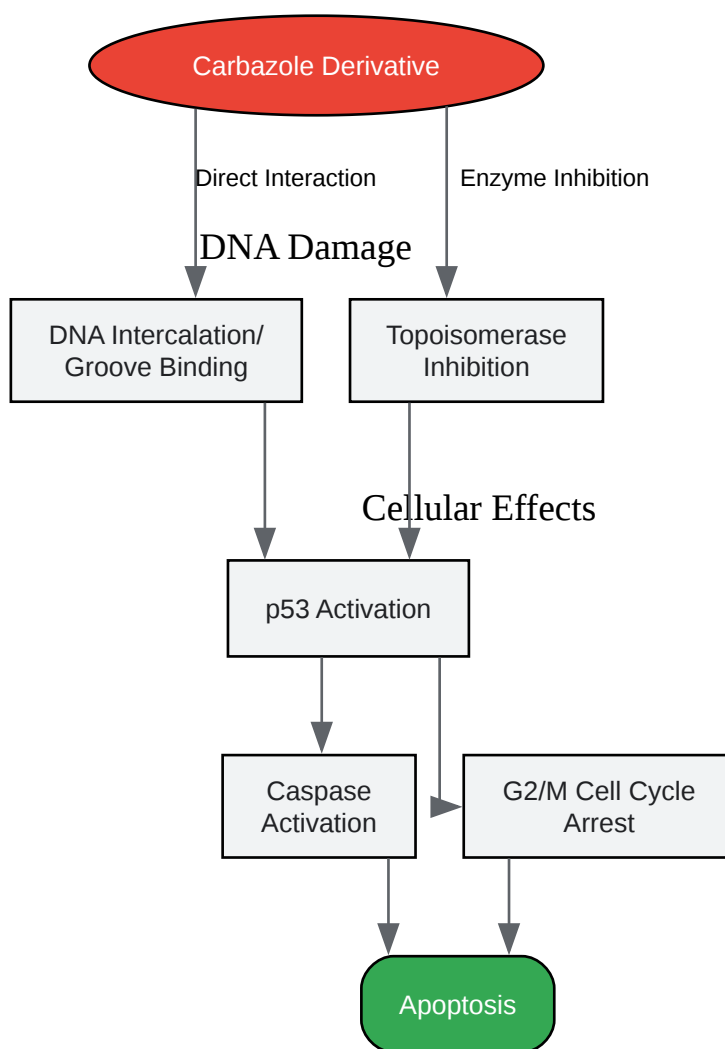 Carbazole Derivative
Direct Interaction
Enzyme Inhibition
DNA Damage
DNA Intercalation/
Groove Binding
Topoisomerase
Inhibition
Cellular Effects
p53 Activation
Caspase
Activation
G2/M Cell Cycle
Arrest
Apoptosis